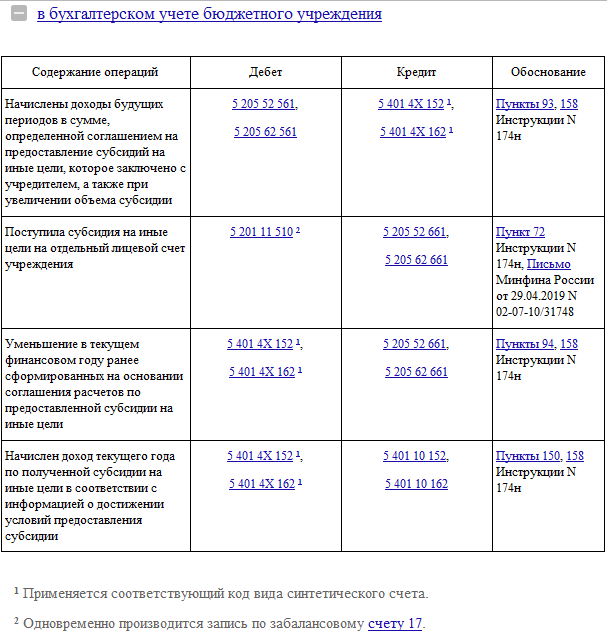 в бухгалтерском учете бюджетного учреждения
Содержание операций
Дебет
Кредит
Обоснование
Начислены доходы будущих
периодов в сумме,
определенной соглашением на
предоставление субсидий на
иные цели, которое заключено с
учредителем, а также при
увеличении объема субсидии
5 205 52 561,
5 205 62 561
5 401 4X 152 1,
5 401 4X 162 1
Пункты 93, 158
Инструкции N
174н
Поступила субсидия на иные
цели на отдельный лицевой счет
учреждения
5 201 11 510 2
5 205 52 661,
5 205 62 661
Пункт 72
Инструкции N
174н, Письмо
Минфина России
от 29.04.2019 N
02-07-10/31748
Уменьшение в текущем
финансовом году ранее
сформированных на основании
соглашения расчетов по
предоставленной субсидии на
иные цели
5 401 4X 152 1,
5 401 4X 162 1
5 205 52 661,
5 205 62 661
Пункты 94, 158
Инструкции N
174н
Начислен доход текущего года
по полученной субсидии на
иные цели в соответствии с
информацией о достижении
условий предоставления
субсидии
5 401 4X 152 1,
5 401 4X 162 1
5 401 10 152,
5 401 10 162
Пункты 150, 158
Инструкции N
174н
1 Применяется соответствующий код вида синтетического счета.
2 Одновременно производится запись по забалансовому счету 17.